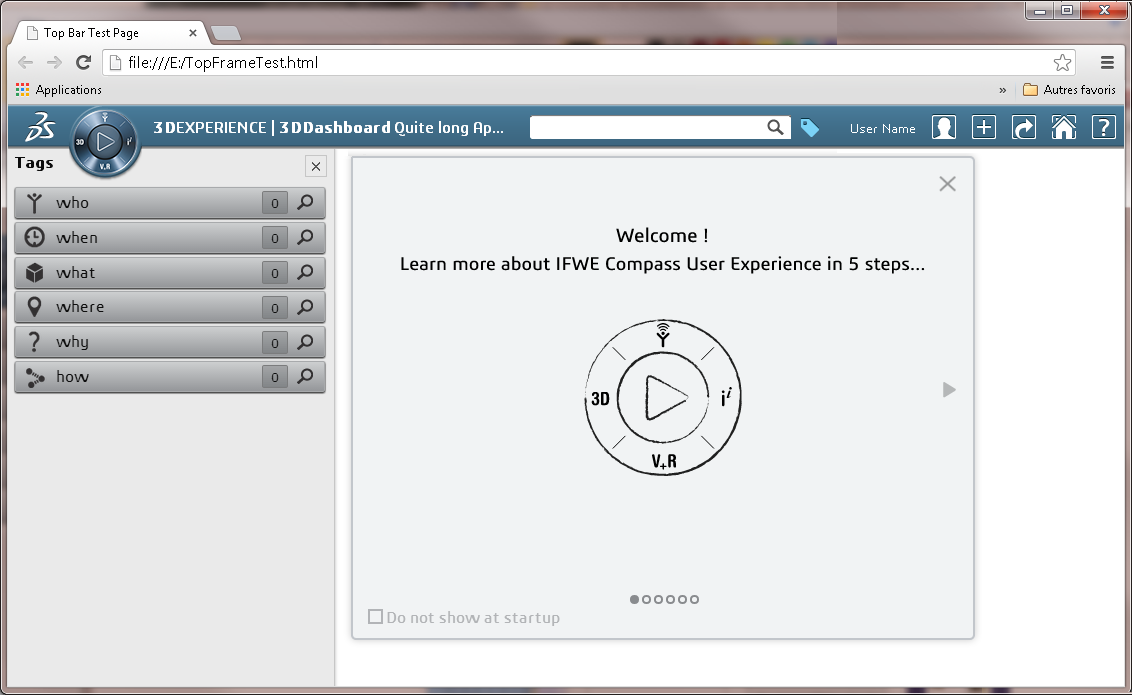 Top Bar Test Page
file:///E:/TopFrameTest.html
Applications
» Autres favoris
3DEXPERIENCE | 3DDashboard Quite long Ap...
User Name
3D V,R i
Tags
who 0
when 0
what 0
where 0
why 0
how 0
Welcome !
Learn more about IFWE Compass User Experience in 5 steps...
3D
i
V+R
Do not show at startup